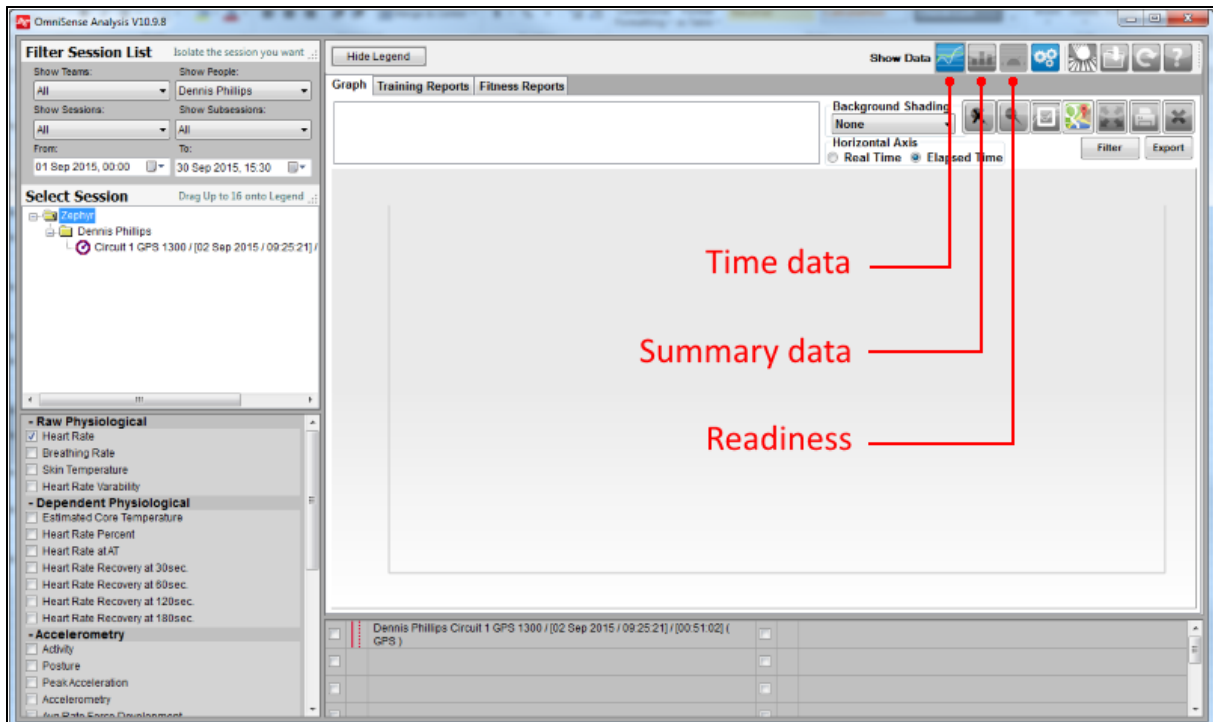 OmniSense Analysis V10.9.8
Filter Session List Isolate the session you want
Show Teams: Show People:
All Dennis Phillips
Show Sessions: Show Subsessions:
All All
From: To:
01 Sep 2015, 00:00 30 Sep 2015, 15:30
Select Session Drag Up to 16 onto Legend
Zephyr
Dennis Phillips
Circuit 1 GPS 1300 / [02 Sep 2015 / 09:25:21] /
- Raw Physiological
Heart Rate
Breathing Rate
Skin Temperature
Heart Rate Varability
- Dependent Physiological
Estimated Core Temperature
Heart Rate Percent
Heart Rate at AT
Heart Rate Recovery at 30sec.
Heart Rate Recovery at 60sec.
Heart Rate Recovery at 120sec.
Heart Rate Recovery at 180sec.
- Accelerometry
Activity
Posture
Peak Acceleration
Accelerometry
Avg Rate Force Development
Hide Legend
Show Data
?
Graph Training Reports Fitness Reports
Background Shading
None
Horizontal Axis
Real Time Elapsed Time
Filter Export
Time data
Summary data
Readiness
Dennis Phillips Circuit 1 GPS 1300 / [02 Sep 2015 / 09:25:21] / [00:51:02] (
GPS )